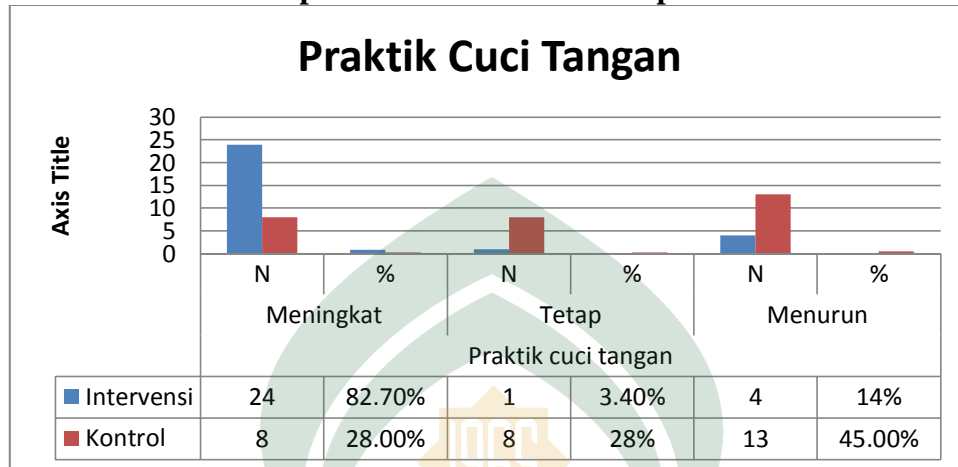 Praktik Cuci Tangan
Axis Title
30
25
20
15
10
5
0
N % N % N %
Meningkat Tetap Menurun
Praktik cuci tangan
Intervensi 24 82.70% 1 3.40% 4 14%
Kontrol 8 28.00% 8 28% 13 45.00%